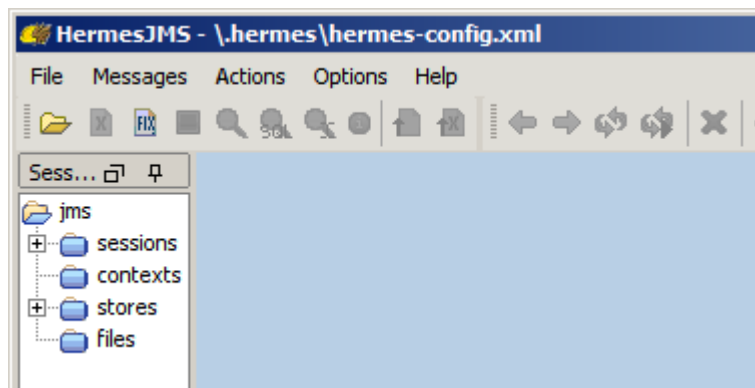 HermesJMS - \.hermes\hermes-config.xml
File Messages Actions Options Help
FIX SQL
Sess...
jms
sessions
contexts
stores
files